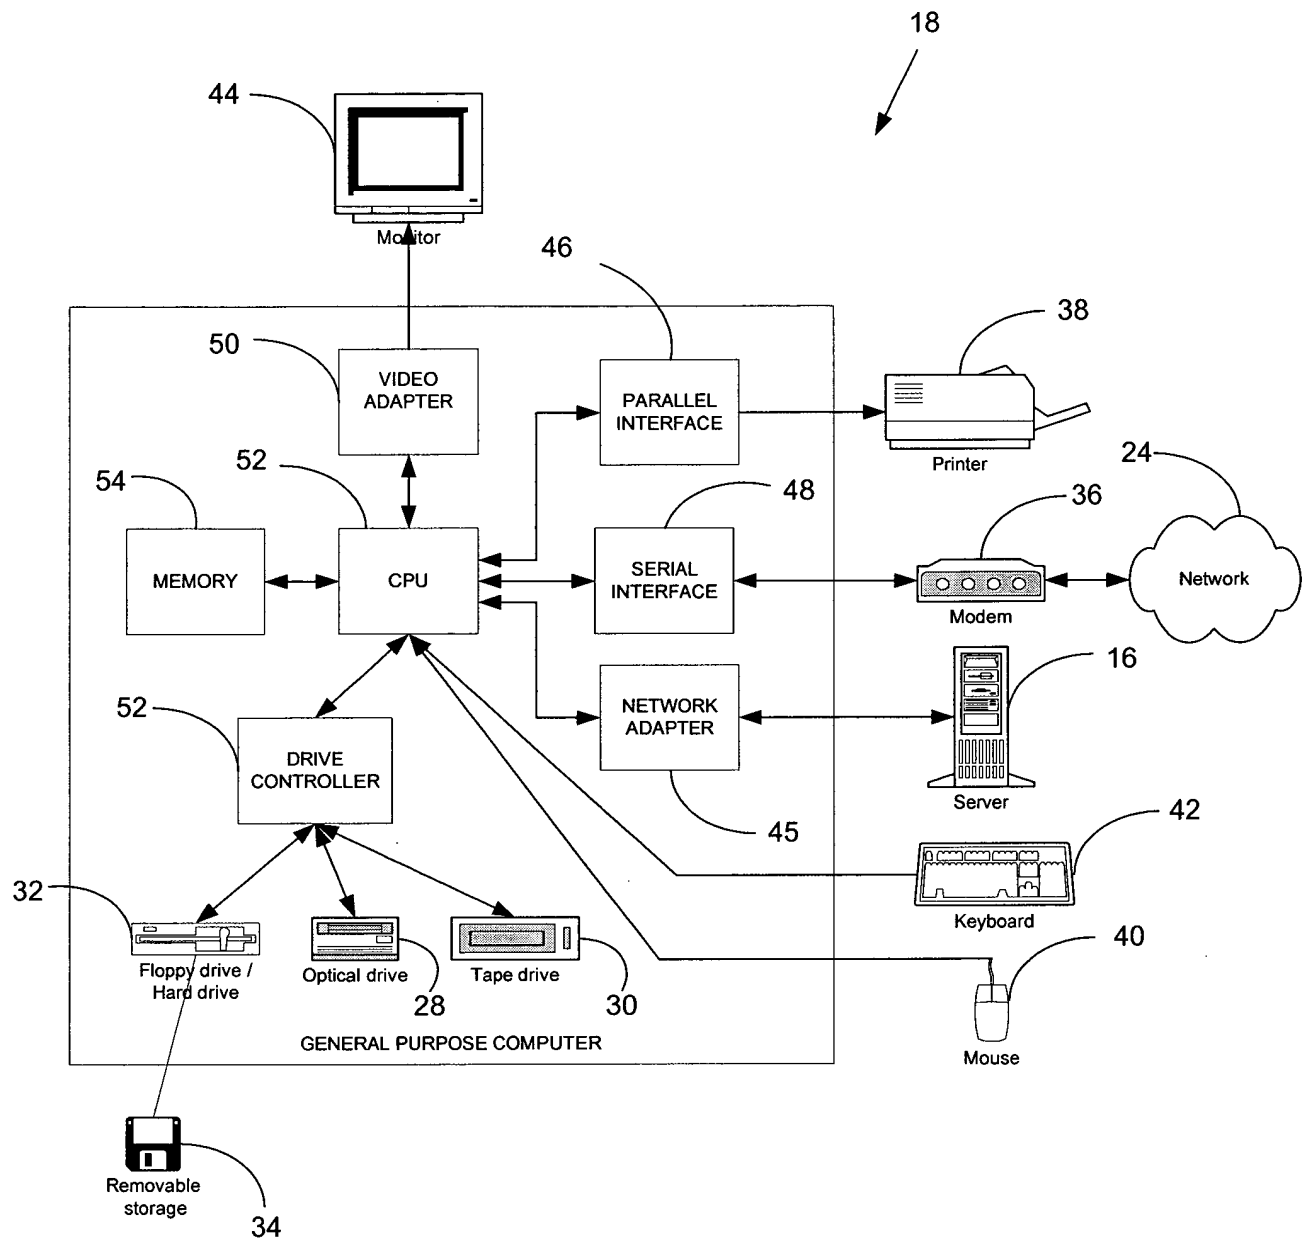 18
44
Monitor
46
38
50
VIDEO
ADAPTER
PARALLEL
INTERFACE
Printer
24
52
54
48
36
MEMORY
CPU
SERIAL
INTERFACE
Modem
Network
16
52
DRIVE
CONTROLLER
NETWORK
ADAPTER
Server
45
42
32
Keyboard
40
Floppy drive /
Hard drive
Optical drive
Tape drive
28
30
GENERAL PURPOSE COMPUTER
Mouse
Removable
storage
34